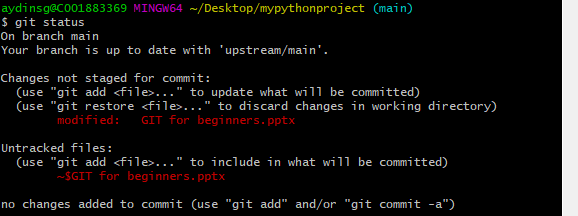 aydinsg@C001883369 MINGW64 ~/Desktop/mypythonproject (main)
$ git status
On branch main
Your branch is up to date with 'upstream/main'.
Changes not staged for commit:
(use "git add <file>..." to update what will be committed)
(use "git restore <file>..." to discard changes in working directory)
modified:   GIT for beginners.pptx
Untracked files:
(use "git add <file>..." to include in what will be committed)
~$GIT for beginners.pptx
no changes added to commit (use "git add" and/or "git commit -a")